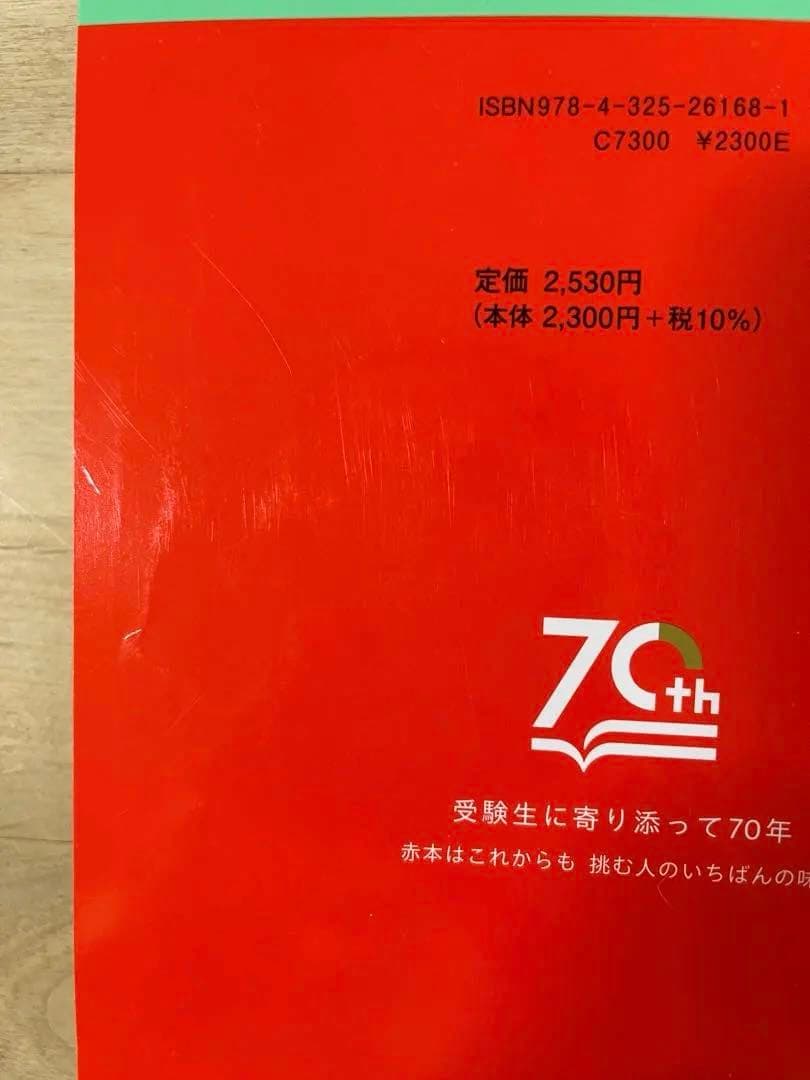 ISBN978-4-325-26168-1
C7300 ¥2300E
定価 2,530円
(本体 2,300円+税10%)
70th
受験生に寄り添って70年
赤本はこれからも 挑む人のいちばんの味